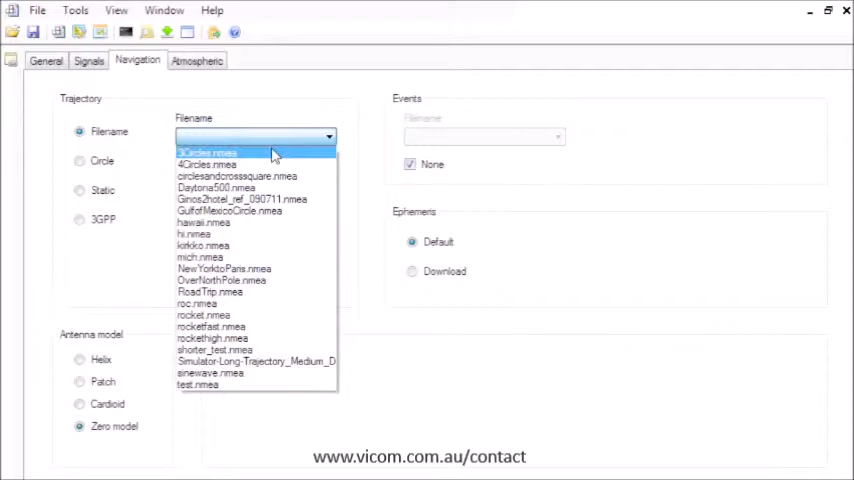 File Tools View Window Help
General Signals Navigation Atmospheric
Trajectory
Filename
Circle
Static
3GPP
Filename
3Circles.nmea
4Circles.nmea
circlesandcrosssquare.nmea
Daytona500.nmea
Ginos2hotel_ref_090711.nmea
GulfofMexicoCircle.nmea
hawaii.nmea
hi.nmea
kirkko.nmea
mich.nmea
NewYorktoParis.nmea
OverNorthPole.nmea
RoadTrip.nmea
roc.nmea
rocket.nmea
rocketfast.nmea
rockethigh.nmea
shorter_test.nmea
Simulator-Long-Trajectory_Medium_D
sinewave.nmea
test.nmea
Events
Filename
None
Ephemeris
Default
Download
Antenna model
Helix
Patch
Cardioid
Zero model
www.vicom.com.au/contact